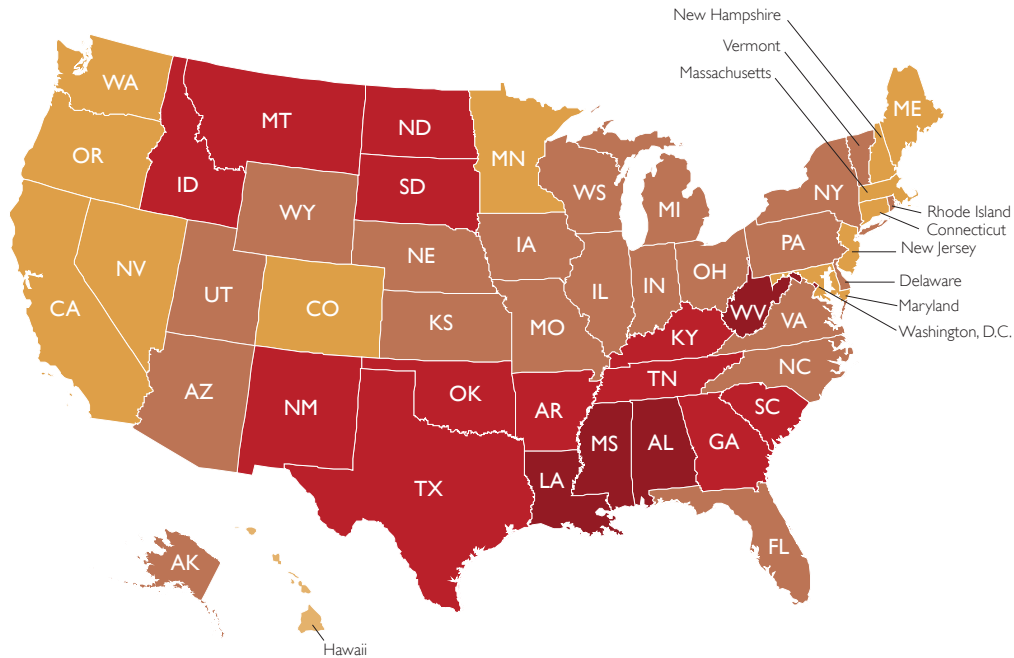 New Hampshire
Vermont
Massachusetts
WA
ME
MT
ND
OR
MN
ID
SD
WS
NY
WY
MI
Rhode Island
Connecticut
IA
PA
New Jersey
NE
NV
OH
IL
IN
Delaware
UT
CA
CO
Maryland
WV
KS
VA
MO
Washington, D.C.
KY
NC
TN
AZ
OK
NM
AR
SC
MS
AL
GA
LA
TX
FL
AK
Hawaii